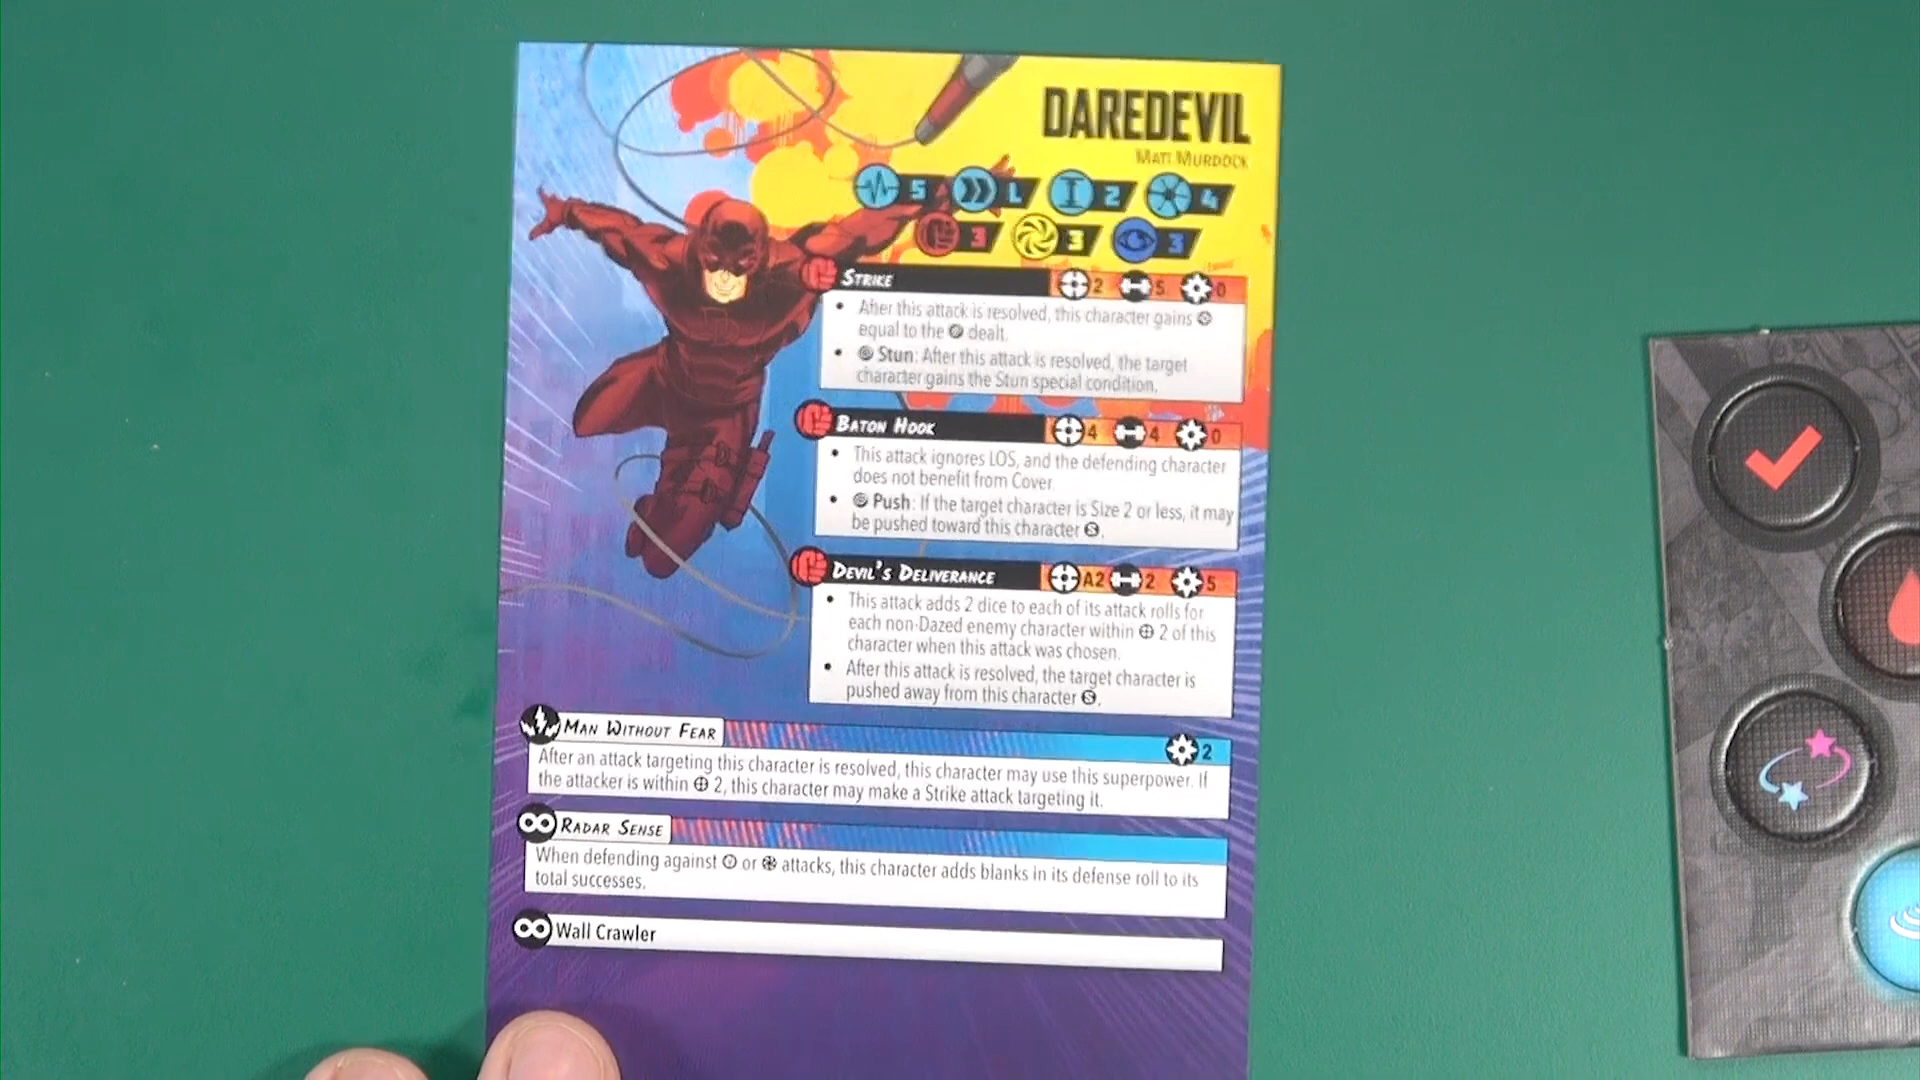 DAREDEVIL
MATT MURDOCK
5 L 2 4
3 3 3
STRIKE 2 5 0
• After this attack is resolved, this character gains
equal to the dealt.
• Stun: After this attack is resolved, the target
character gains the Stun special condition.
BATON HOOK 4 4 0
• This attack ignores LOS, and the defending character
does not benefit from Cover.
• Push: If the target character is Size 2 or less, it may
be pushed toward this character S.
DEVIL'S DELIVERANCE A2 2 5
• This attack adds 2 dice to each of its attack rolls for
each non-Dazed enemy character within 2 of this
character when this attack was chosen.
• After this attack is resolved, the target character is
pushed away from this character S.
MAN WITHOUT FEAR 2
After an attack targeting this character is resolved, this character may use this superpower. If
the attacker is within 2, this character may make a Strike attack targeting it.
RADAR SENSE
When defending against or attacks, this character adds blanks in its defense roll to its
total successes.
Wall Crawler